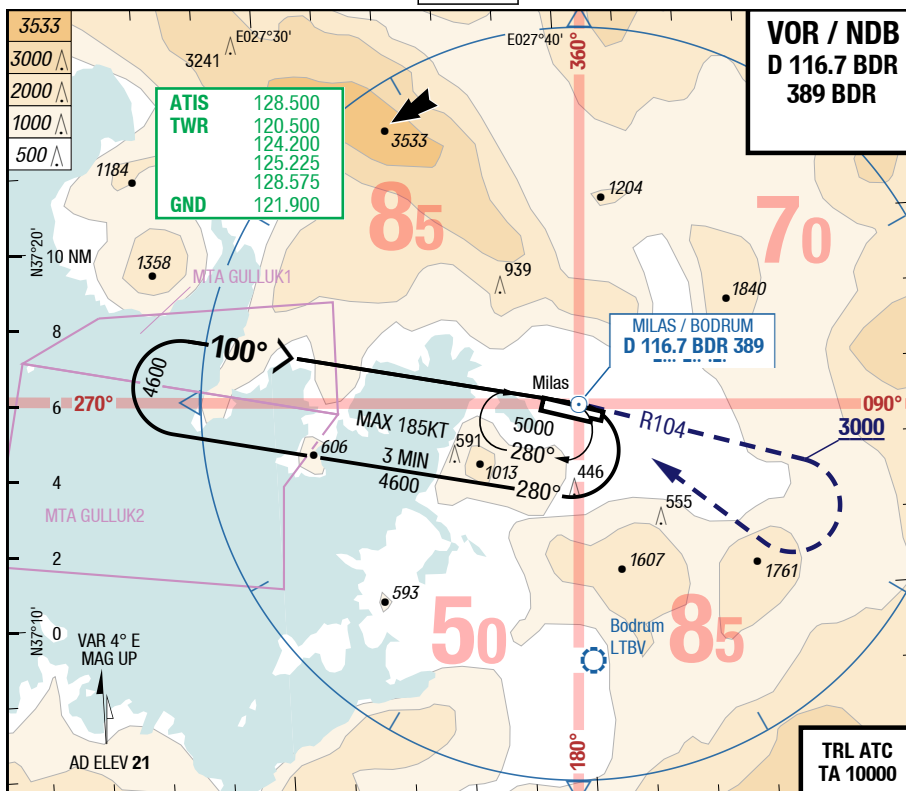 3533
3000
2000
1000
500
E027°30'
3241
E027°40'
360°
VOR / NDB
D 116.7 BDR
389 BDR
ATIS 128.500
TWR 120.500
124.200
125.225
128.575
GND 121.900
3533
1184
1204
85
70
N37°20'
10 NM
1358
MTA GULLUK1
939
1840
MILAS / BODRUM
D 116.7 BDR 389
8
100°
4600
Milas
270°
6
090°
MAX 185KT
5000
R104
3000
591
280°
606
3 MIN
1013
446
4
4600
280°
MTA GULLUK2
555
2
1607
1761
593
50
85
Bodrum
LTBV
N37°10'
0
VAR 4° E
MAG UP
180°
AD ELEV 21
TRL ATC
TA 10000